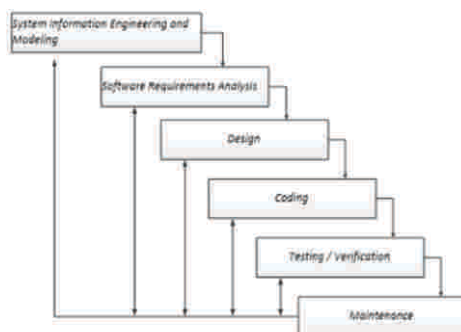 System Information Engineering and
Modeling
Software Requirements Analysis
Design
Coding
Testing / Verification
Maintenance